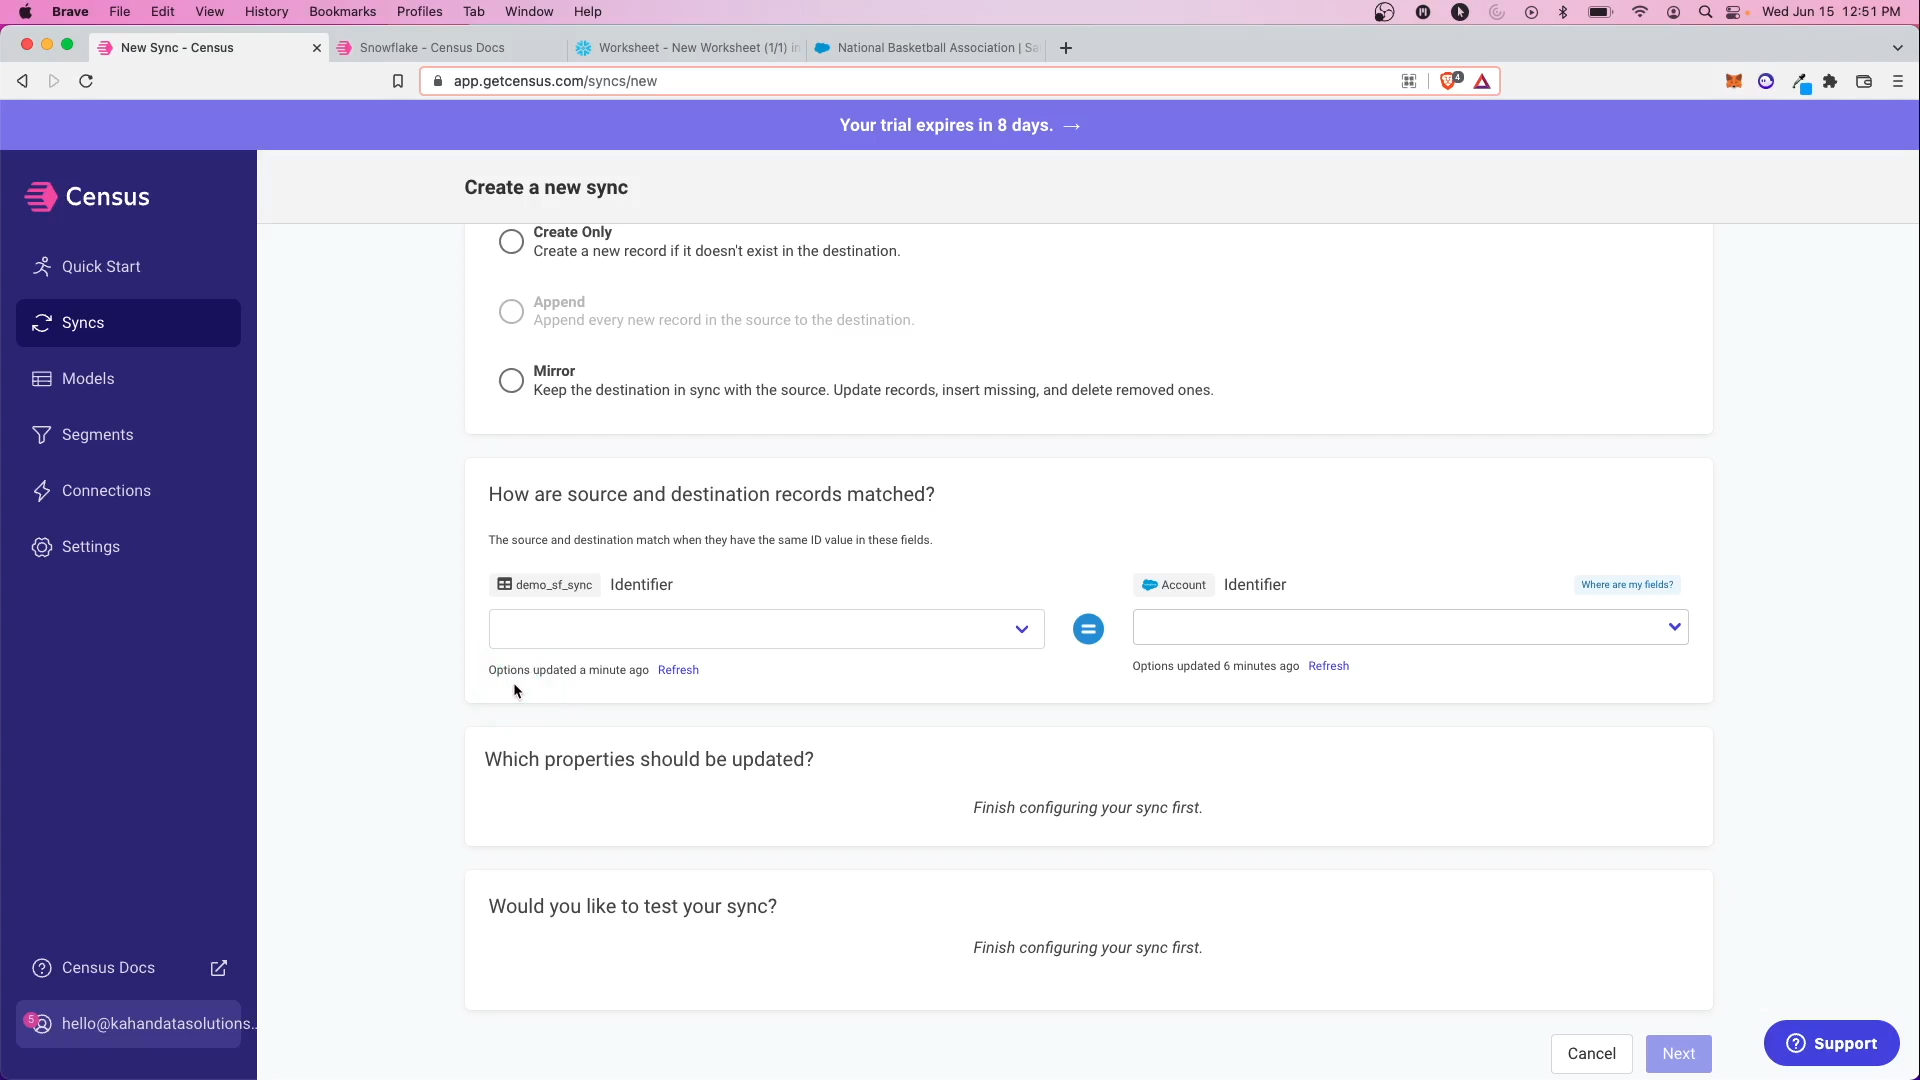 Brave File Edit View History Bookmarks Profiles Tab Window Help Wed Jun 15 12:51 PM
New Sync - Census
Snowflake - Census Docs
Worksheet - New Worksheet (1/1) in
National Basketball Association | Sa
app.getcensus.com/syncs/new
4
Your trial expires in 8 days. →
Census
Create a new sync
Quick Start
Syncs
Models
Segments
Connections
Settings
Census Docs
5
hello@kahandatasolutions...
Create Only
Create a new record if it doesn't exist in the destination.
Append
Append every new record in the source to the destination.
Mirror
Keep the destination in sync with the source. Update records, insert missing, and delete removed ones.
How are source and destination records matched?
The source and destination match when they have the same ID value in these fields.
demo_sf_sync Identifier
Account Identifier
Where are my fields?
Options updated a minute ago Refresh
Options updated 6 minutes ago Refresh
Which properties should be updated?
Finish configuring your sync first.
Would you like to test your sync?
Finish configuring your sync first.
Cancel
Next
Support